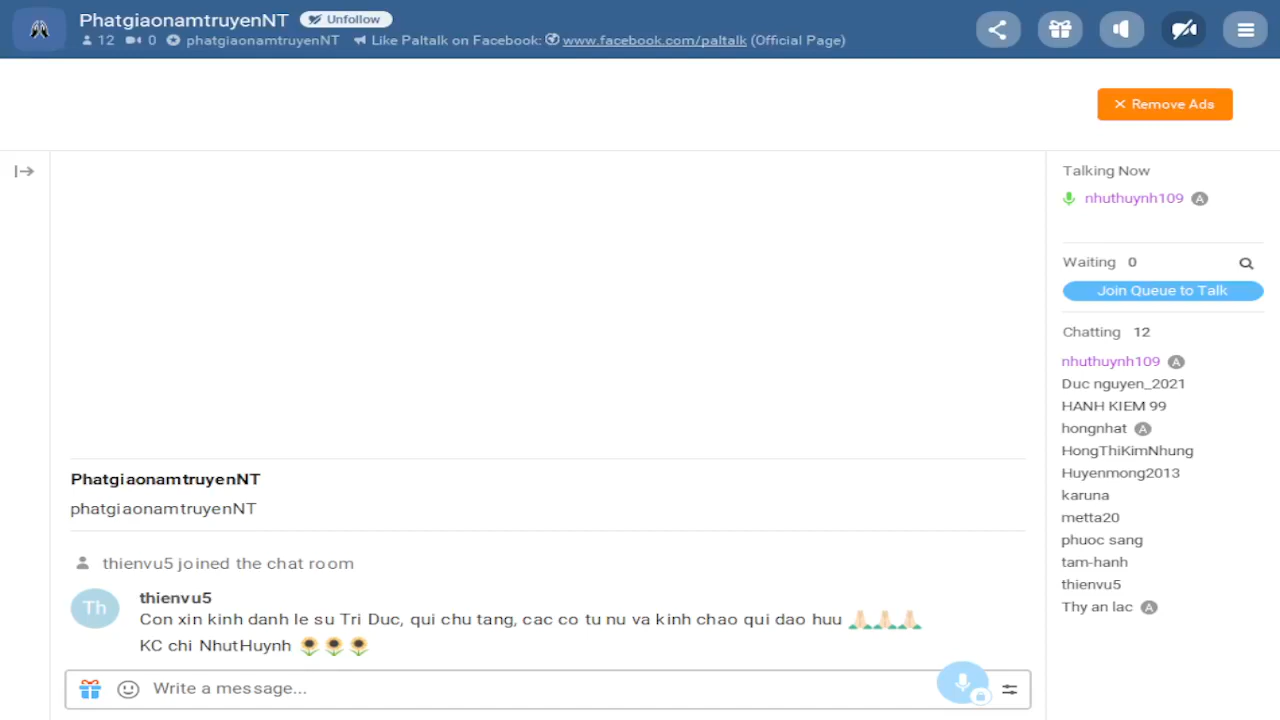 PhatgiaonamtruyenNT Unfollow
12 0 phatgiaonamtruyenNT Like Paltalk on Facebook: www.facebook.com/paltalk (Official Page)
Remove Ads
Talking Now
nhuthuynh109 A
Waiting 0
Join Queue to Talk
Chatting 12
nhuthuynh109 A
Duc nguyen_2021
HANH KIEM 99
hongnhat A
HongThiKimNhung
Huyenmong2013
karuna
metta20
phuoc sang
tam-hanh
thienvu5
Thy an lac A
PhatgiaonamtruyenNT
phatgiaonamtruyenNT
thienvu5 joined the chat room
Th
thienvu5
Con xin kinh danh le su Tri Duc, qui chu tang, cac co tu nu va kinh chao qui dao huu 🙏🙏🙏
KC chi NhutHuynh 🌻🌻🌻
Write a message...